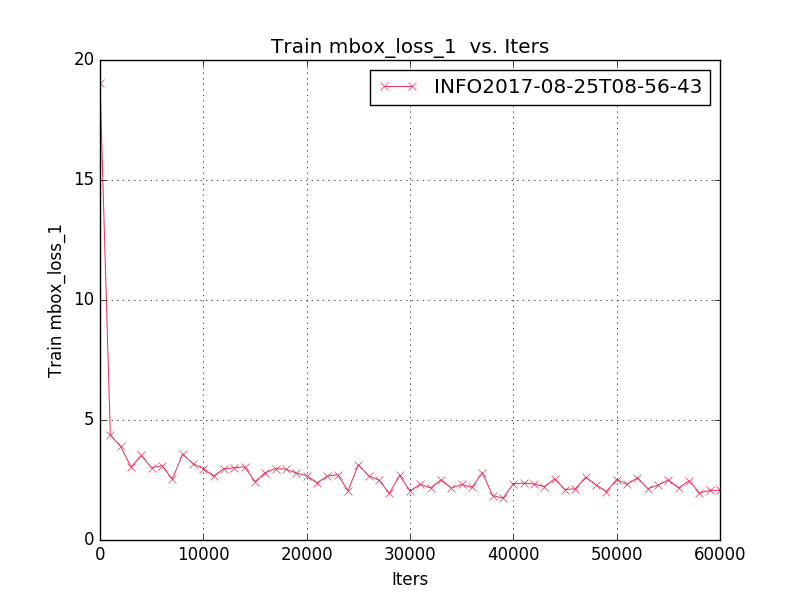 Train mbox_loss_1  vs. Iters
INFO2017-08-25T08-56-43
Train mbox_loss_1
20
15
10
5
0
0 10000 20000 30000 40000 50000 60000
Iters